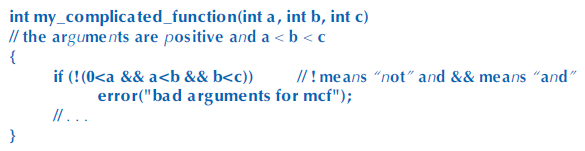 int my_complicated_function(int a, int b, int c)
// the arguments are positive and a < b < c
{
if (!(0<a && a<b && b<c)) // ! means “not” and && means “and”
error("bad arguments for mcf");
// . . .
}